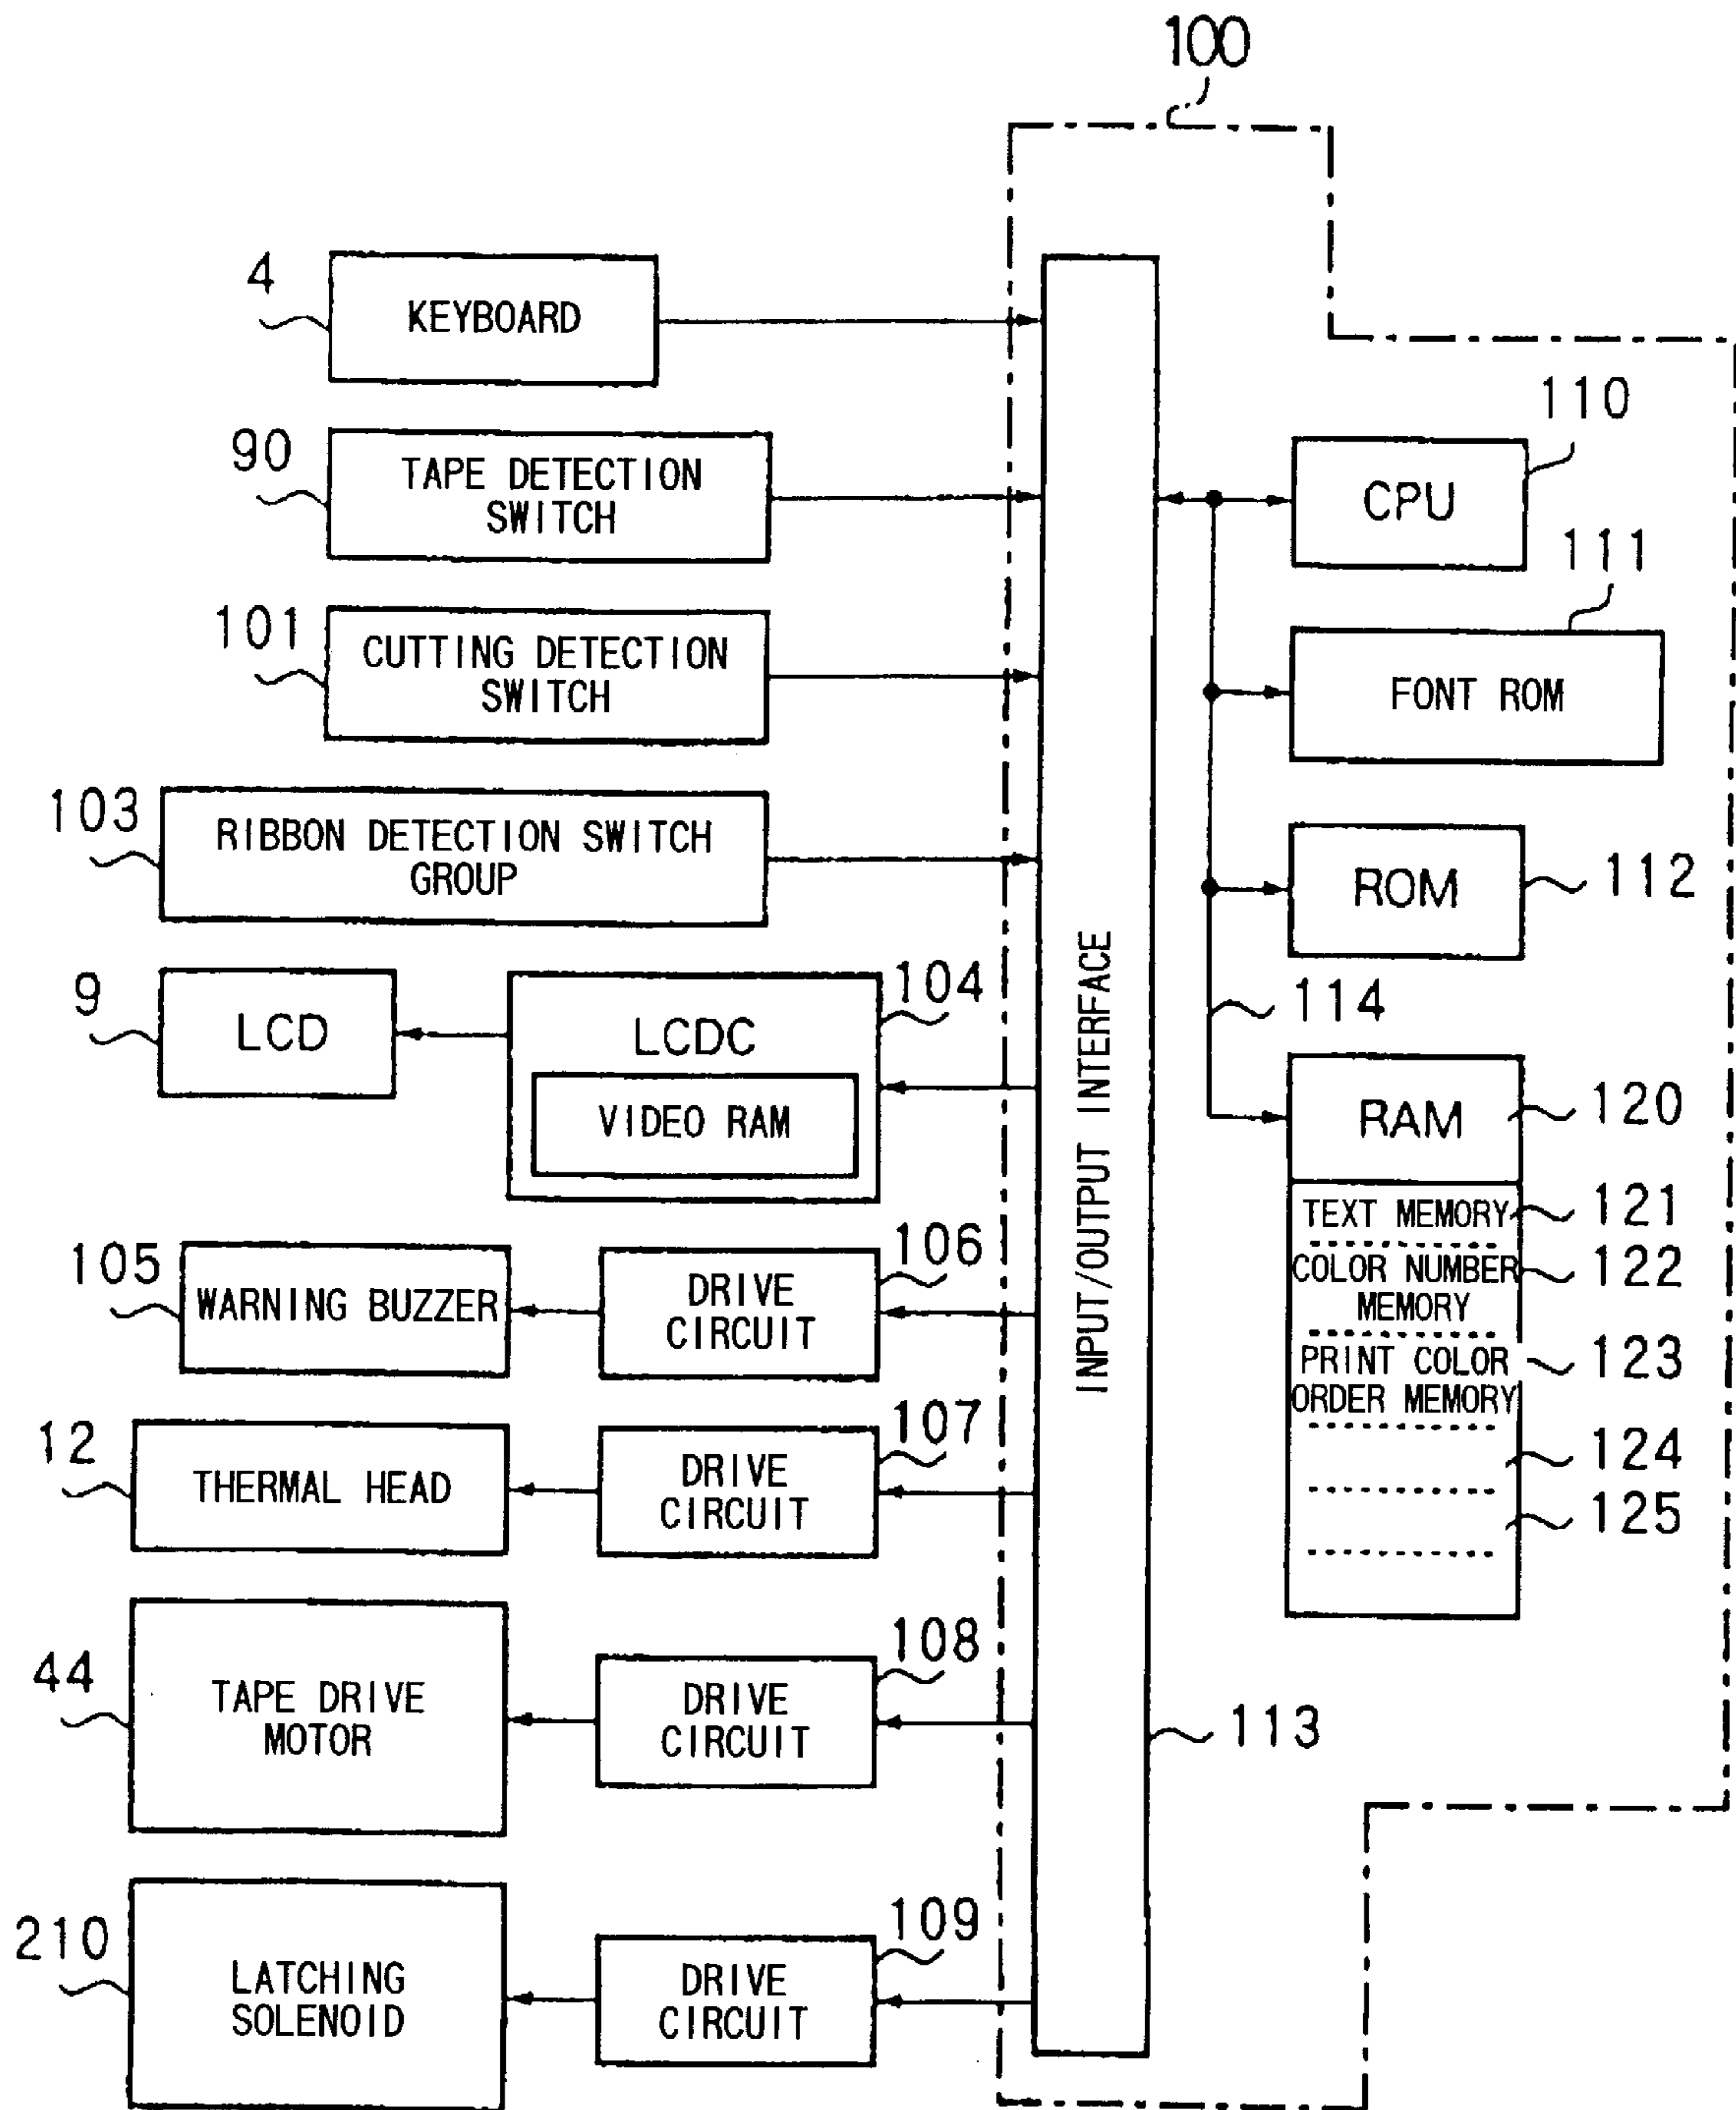 100
4
KEYBOARD
90
TAPE DETECTION
SWITCH
101
CUTTING DETECTION
SWITCH
103
RIBBON DETECTION SWITCH
GROUP
9
LCD
LCDC
104
VIDEO RAM
105
WARNING BUZZER
DRIVE
CIRCUIT
106
12
THERMAL HEAD
DRIVE
CIRCUIT
107
44
TAPE DRIVE
MOTOR
DRIVE
CIRCUIT
108
210
LATCHING
SOLENOID
DRIVE
CIRCUIT
109
INPUT/OUTPUT INTERFACE
113
CPU
110
FONT ROM
111
ROM
112
114
RAM
120
TEXT MEMORY
121
COLOR NUMBER
MEMORY
122
PRINT COLOR
ORDER MEMORY
123
124
125